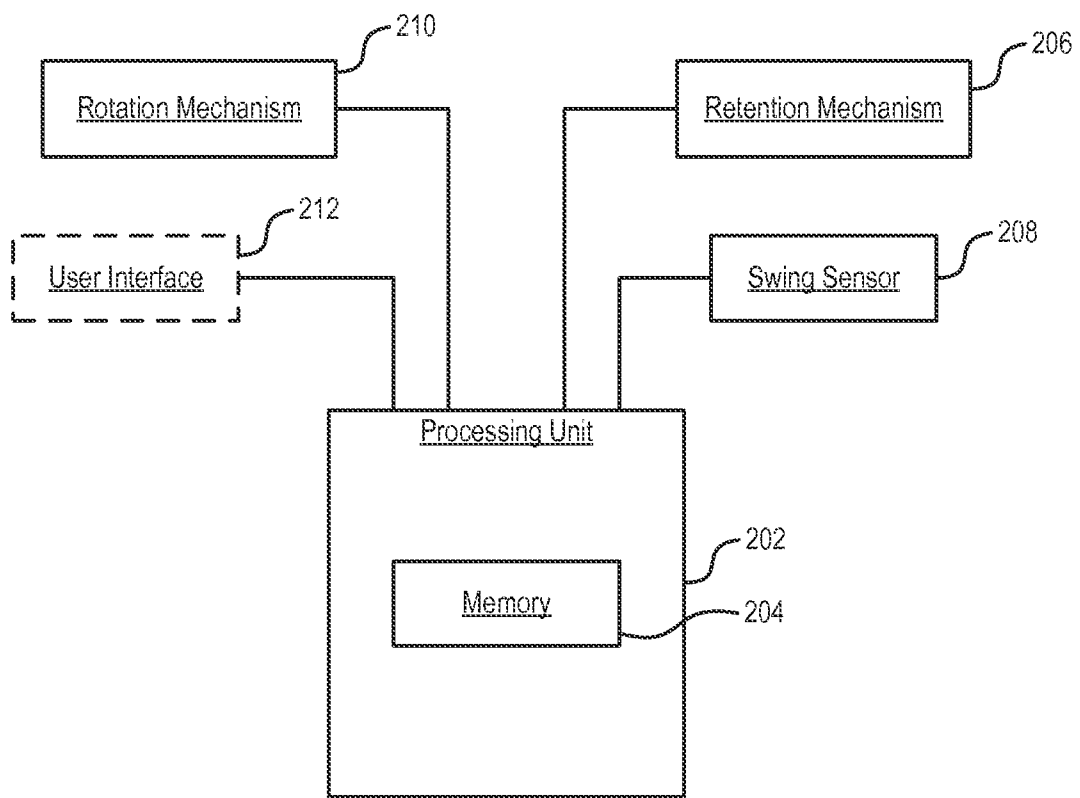 210
206
Rotation Mechanism
Retention Mechanism
212
208
User Interface
Swing Sensor
Processing Unit
202
Memory
204